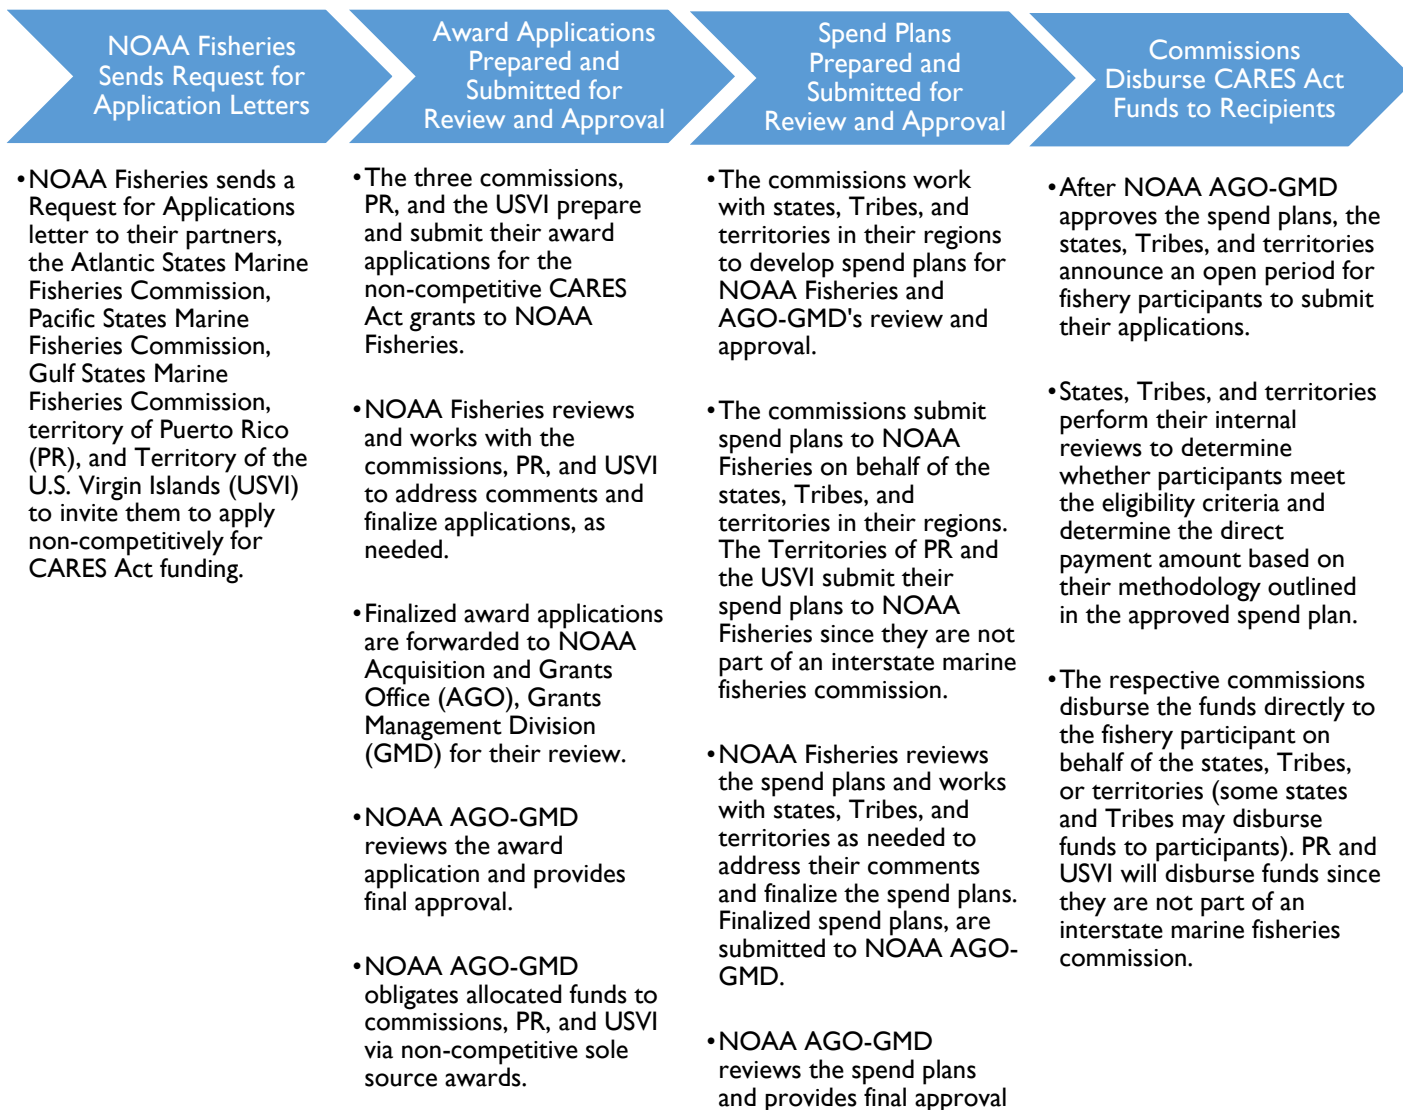 NOAA Fisheries
Sends Request for
Application Letters
Award Applications
Prepared and
Submitted for
Review and Approval
Spend Plans
Prepared and
Submitted for
Review and Approval
Commissions
Disburse CARES Act
Funds to Recipients
•NOAA Fisheries sends a
Request for Applications
letter to their partners,
the Atlantic States Marine
Fisheries Commission,
Pacific States Marine
Fisheries Commission,
Gulf States Marine
Fisheries Commission,
territory of Puerto Rico
(PR), and Territory of the
U.S. Virgin Islands (USVI)
to invite them to apply
non-competitively for
CARES Act funding.
•The three commissions,
PR, and the USVI prepare
and submit their award
applications for the
non-competitive CARES
Act grants to NOAA
Fisheries.
•NOAA Fisheries reviews
and works with the
commissions, PR, and USVI
to address comments and
finalize applications, as
needed.
•Finalized award applications
are forwarded to NOAA
Acquisition and Grants
Office (AGO), Grants
Management Division
(GMD) for their review.
•NOAA AGO-GMD
reviews the award
application and provides
final approval.
•NOAA AGO-GMD
obligates allocated funds to
commissions, PR, and USVI
via non-competitive sole
source awards.
•The commissions work
with states, Tribes, and
territories in their regions
to develop spend plans for
NOAA Fisheries and
AGO-GMD's review and
approval.
•The commissions submit
spend plans to NOAA
Fisheries on behalf of the
states, Tribes, and
territories in their regions.
The Territories of PR and
the USVI submit their
spend plans to NOAA
Fisheries since they are not
part of an interstate marine
fisheries commission.
•NOAA Fisheries reviews
the spend plans and works
with states, Tribes, and
territories as needed to
address their comments
and finalize the spend plans.
Finalized spend plans, are
submitted to NOAA AGO-
GMD.
•NOAA AGO-GMD
reviews the spend plans
and provides final approval
•After NOAA AGO-GMD
approves the spend plans, the
states, Tribes, and territories
announce an open period for
fishery participants to submit
their applications.
•States, Tribes, and territories
perform their internal
reviews to determine
whether participants meet
the eligibility criteria and
determine the direct
payment amount based on
their methodology outlined
in the approved spend plan.
•The respective commissions
disburse the funds directly to
the fishery participant on
behalf of the states, Tribes,
or territories (some states
and Tribes may disburse
funds to participants). PR and
USVI will disburse funds since
they are not part of an
interstate marine fisheries
commission.